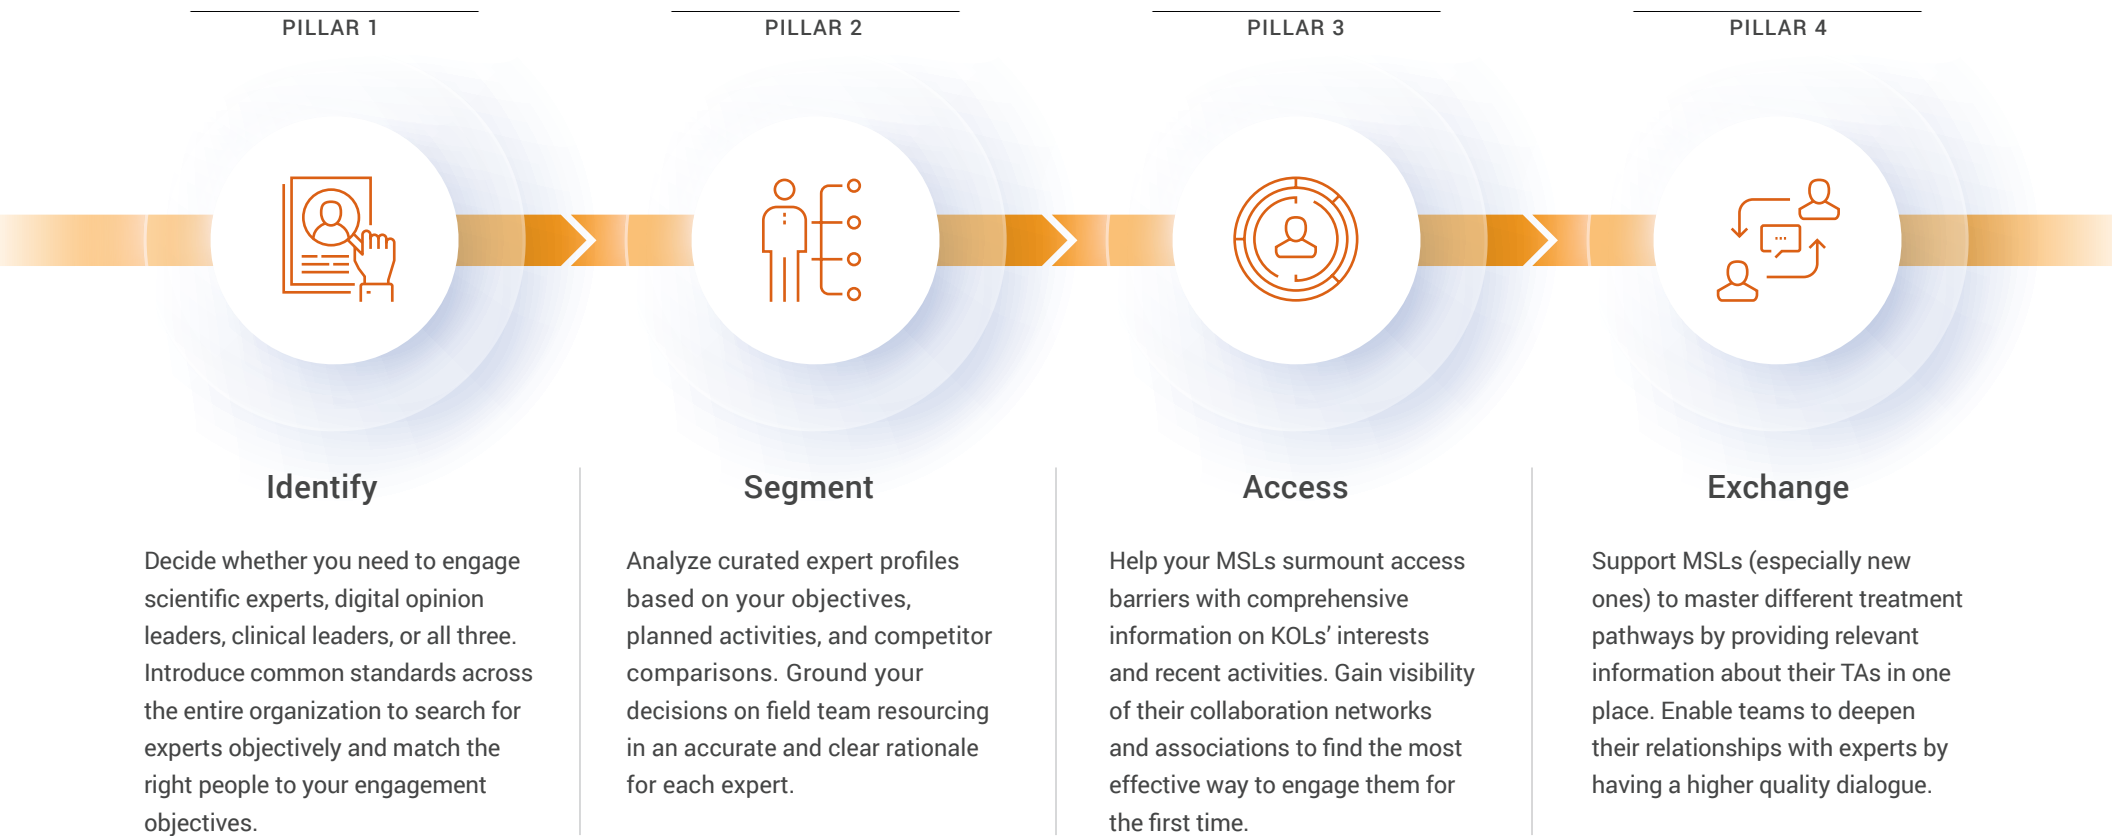 PILLAR 1
PILLAR 2
PILLAR 3
PILLAR 4
Identify
Decide whether you need to engage
scientific experts, digital opinion
leaders, clinical leaders, or all three.
Introduce common standards across
the entire organization to search for
experts objectively and match the
right people to your engagement
objectives.
Segment
Analyze curated expert profiles
based on your objectives,
planned activities, and competitor
comparisons. Ground your
decisions on field team resourcing
in an accurate and clear rationale
for each expert.
Access
Help your MSLs surmount access
barriers with comprehensive
information on KOLs’ interests
and recent activities. Gain visibility
of their collaboration networks
and associations to find the most
effective way to engage them for
the first time.
Exchange
Support MSLs (especially new
ones) to master different treatment
pathways by providing relevant
information about their TAs in one
place. Enable teams to deepen
their relationships with experts by
having a higher quality dialogue.